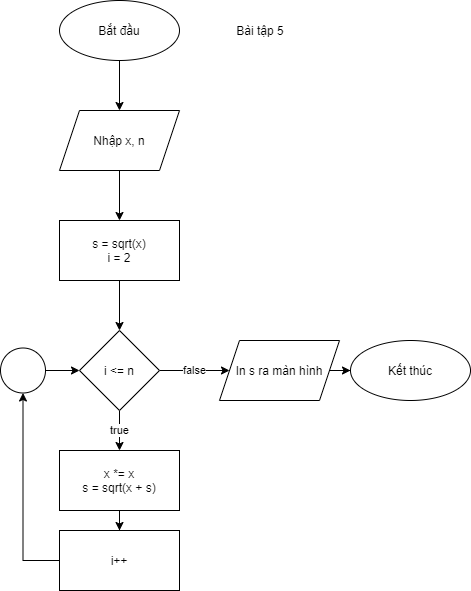 Bắt đầu
Bài tập 5
Nhập x, n
s = sqrt(x)
i = 2
i <= n
false
In s ra màn hình
Kết thúc
true
x *= x
s = sqrt(x + s)
i++